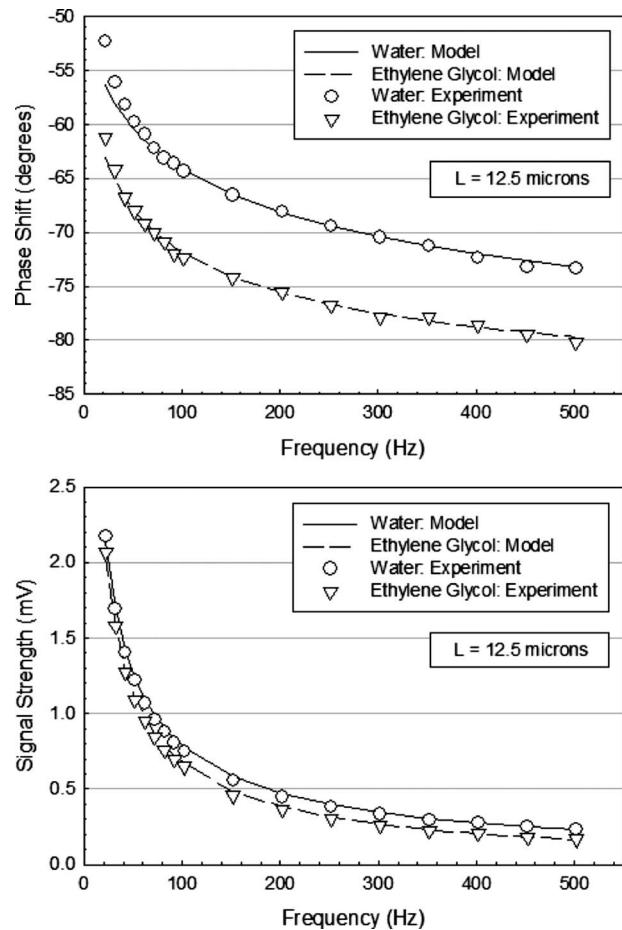 -50
-55
-60
-65
-70
-75
-80
-85
Phase Shift (degrees)
Water: Model
Ethylene Glycol: Model
Water: Experiment
Ethylene Glycol: Experiment
L = 12.5 microns
0 100 200 300 400 500
Frequency (Hz)
2.5
2.0
1.5
1.0
0.5
0.0
Signal Strength (mV)
Water: Model
Ethylene Glycol: Model
Water: Experiment
Ethylene Glycol: Experiment
L = 12.5 microns
0 100 200 300 400 500
Frequency (Hz)